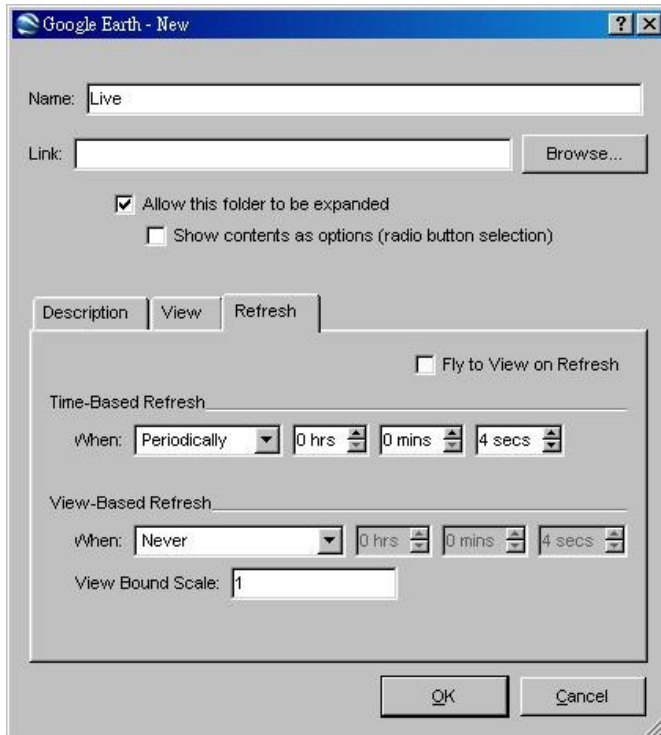 Google Earth - New
Name: Live
Link: Browse...
Allow this folder to be expanded
Show contents as options (radio button selection)
Description View Refresh
Fly to View on Refresh
Time-Based Refresh
When: Periodically 0 hrs 0 mins 4 secs
View-Based Refresh
When: Never 0 hrs 0 mins 4 secs
View Bound Scale: 1
OK Cancel